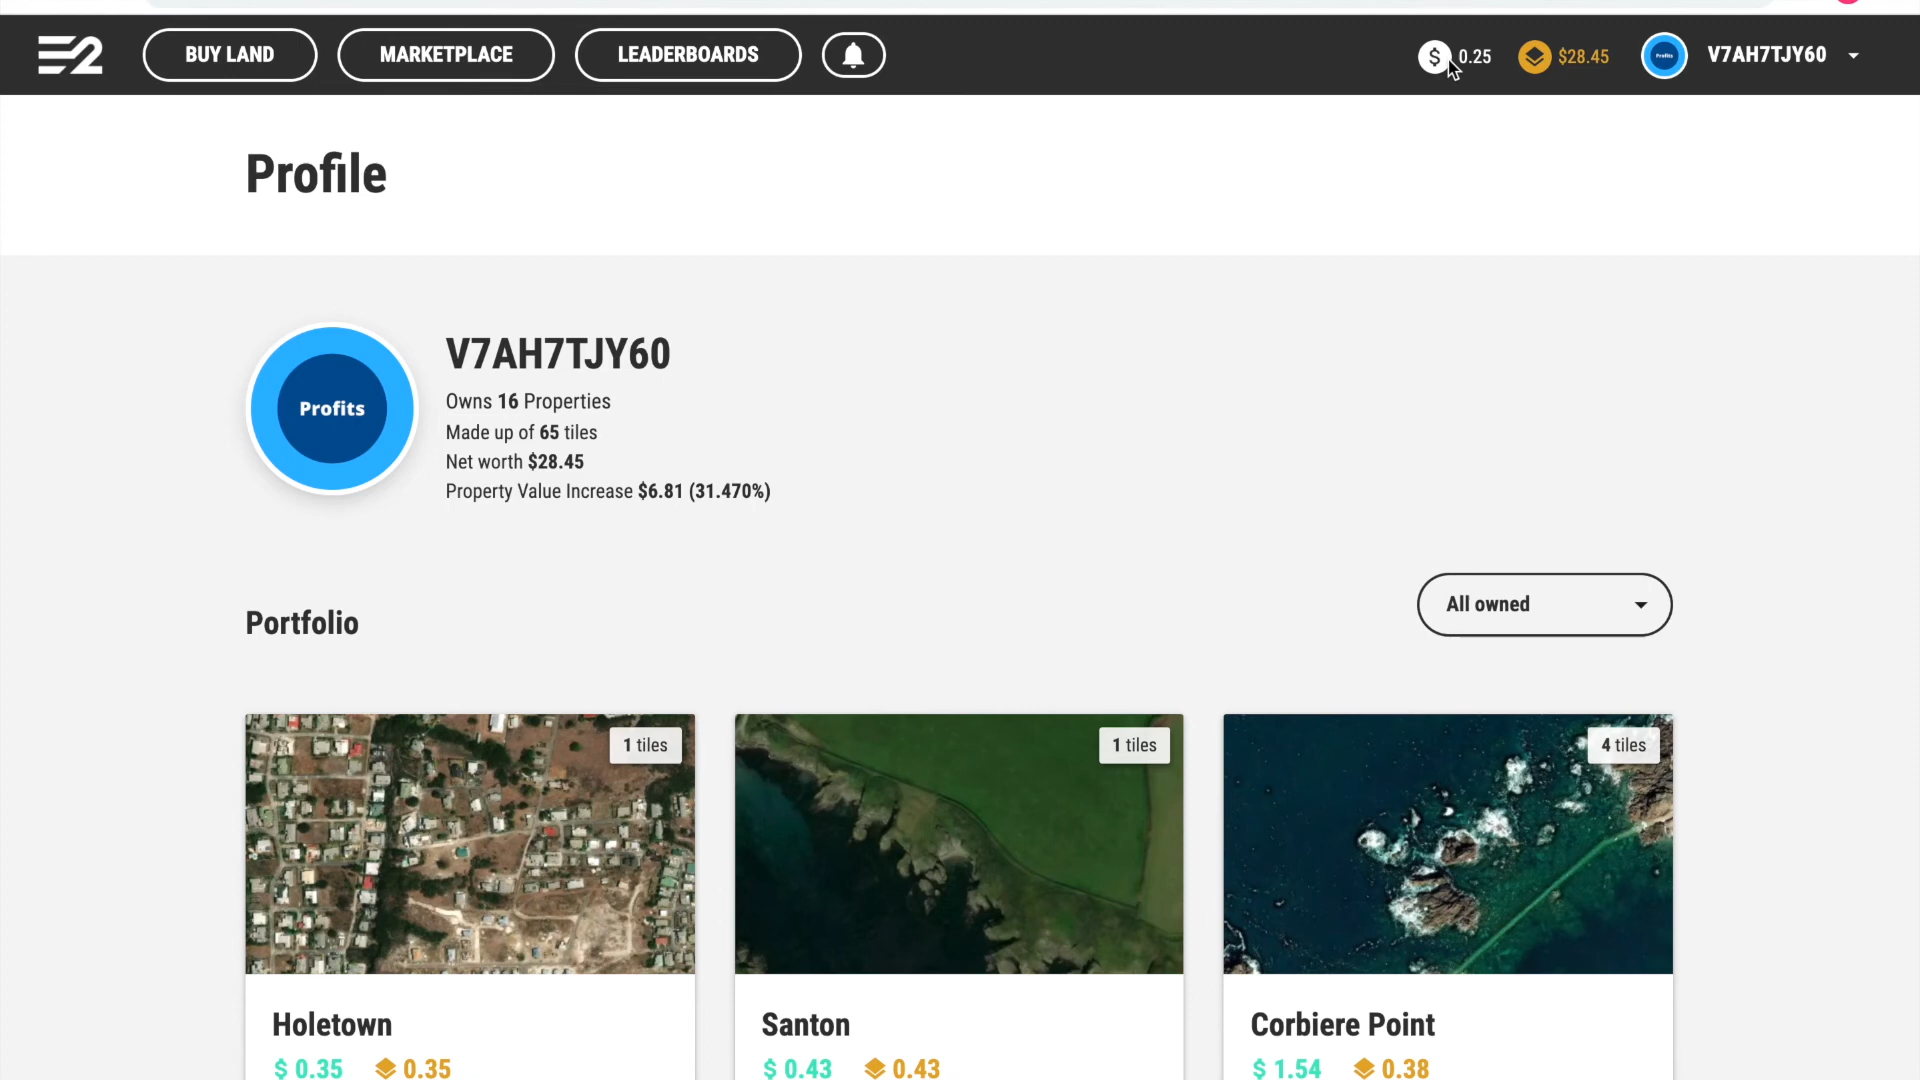 E2 BUY LAND MARKETPLACE LEADERBOARDS $ 0.25 $28.45 Profits V7AH7TJY60
Profile
Profits
V7AH7TJY60
Owns 16 Properties
Made up of 65 tiles
Net worth $28.45
Property Value Increase $6.81 (31.470%)
Portfolio
All owned
1 tiles
1 tiles
4 tiles
Holetown
$ 0.35 0.35
Santon
$ 0.43 0.43
Corbiere Point
$ 1.54 0.38